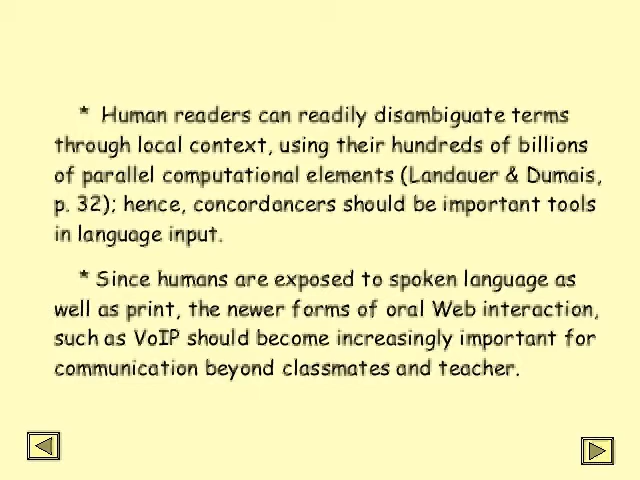 * Human readers can readily disambiguate terms
through local context, using their hundreds of billions
of parallel computational elements (Landauer & Dumais,
p. 32); hence, concordancers should be important tools
in language input.
* Since humans are exposed to spoken language as
well as print, the newer forms of oral Web interaction,
such as VoIP should become increasingly important for
communication beyond classmates and teacher.